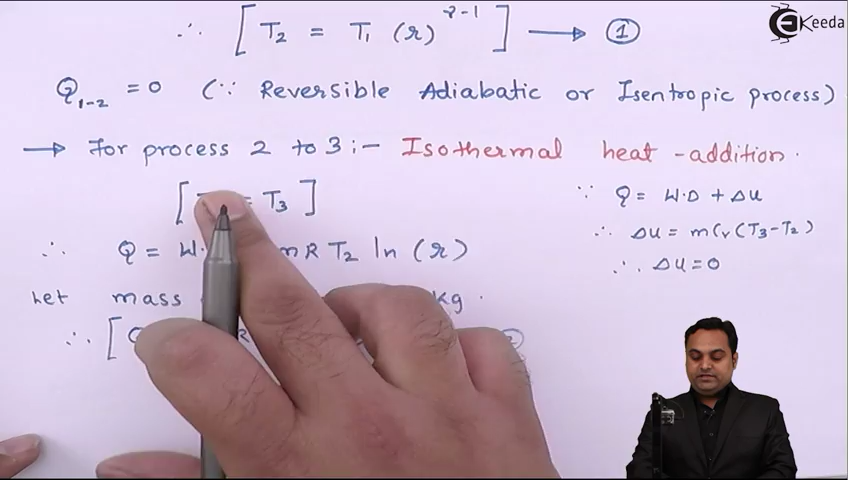 ∴ [ T₂ = T₁ (r)^γ-1 ] → ①
Q₁₋₂ = 0 (∵ Reversible Adiabatic or Isentropic process)
→ For process 2 to 3 :- Isothermal heat-addition.
[ = T₃ ]
∵ Q = W.D + ΔU
∴ ΔU = mCv (T₃-T₂)
∴ ΔU = 0
∴ Q = W. mR T₂ ln (r)
Let mass kg.
∴ [
EKeeda